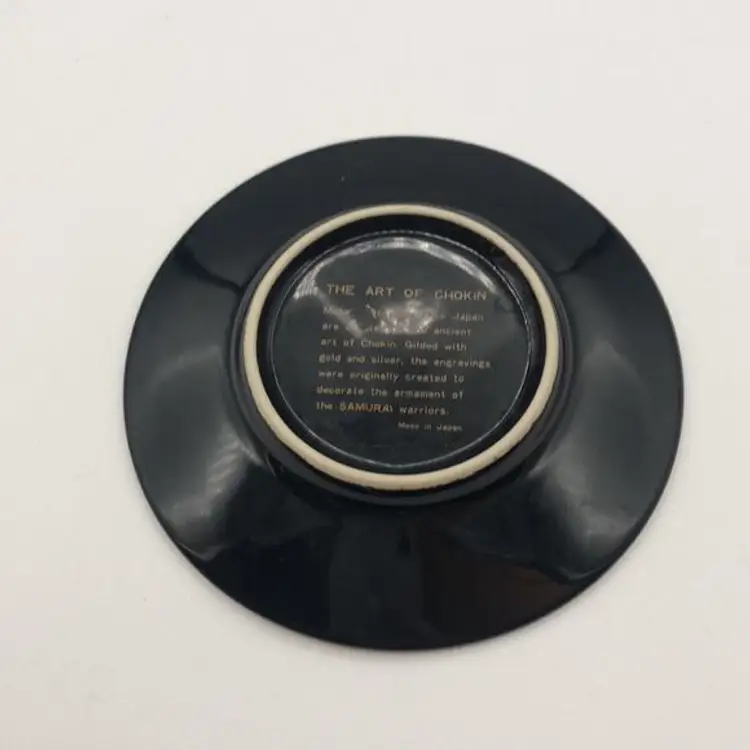 THE ART OF CHOKIN
Japan
are ancient
art of Chokin. Gilded with
gold and silver, the engravings
were originally created to
decorate the armament of
the SAMURAI warriors.
Made in Japan